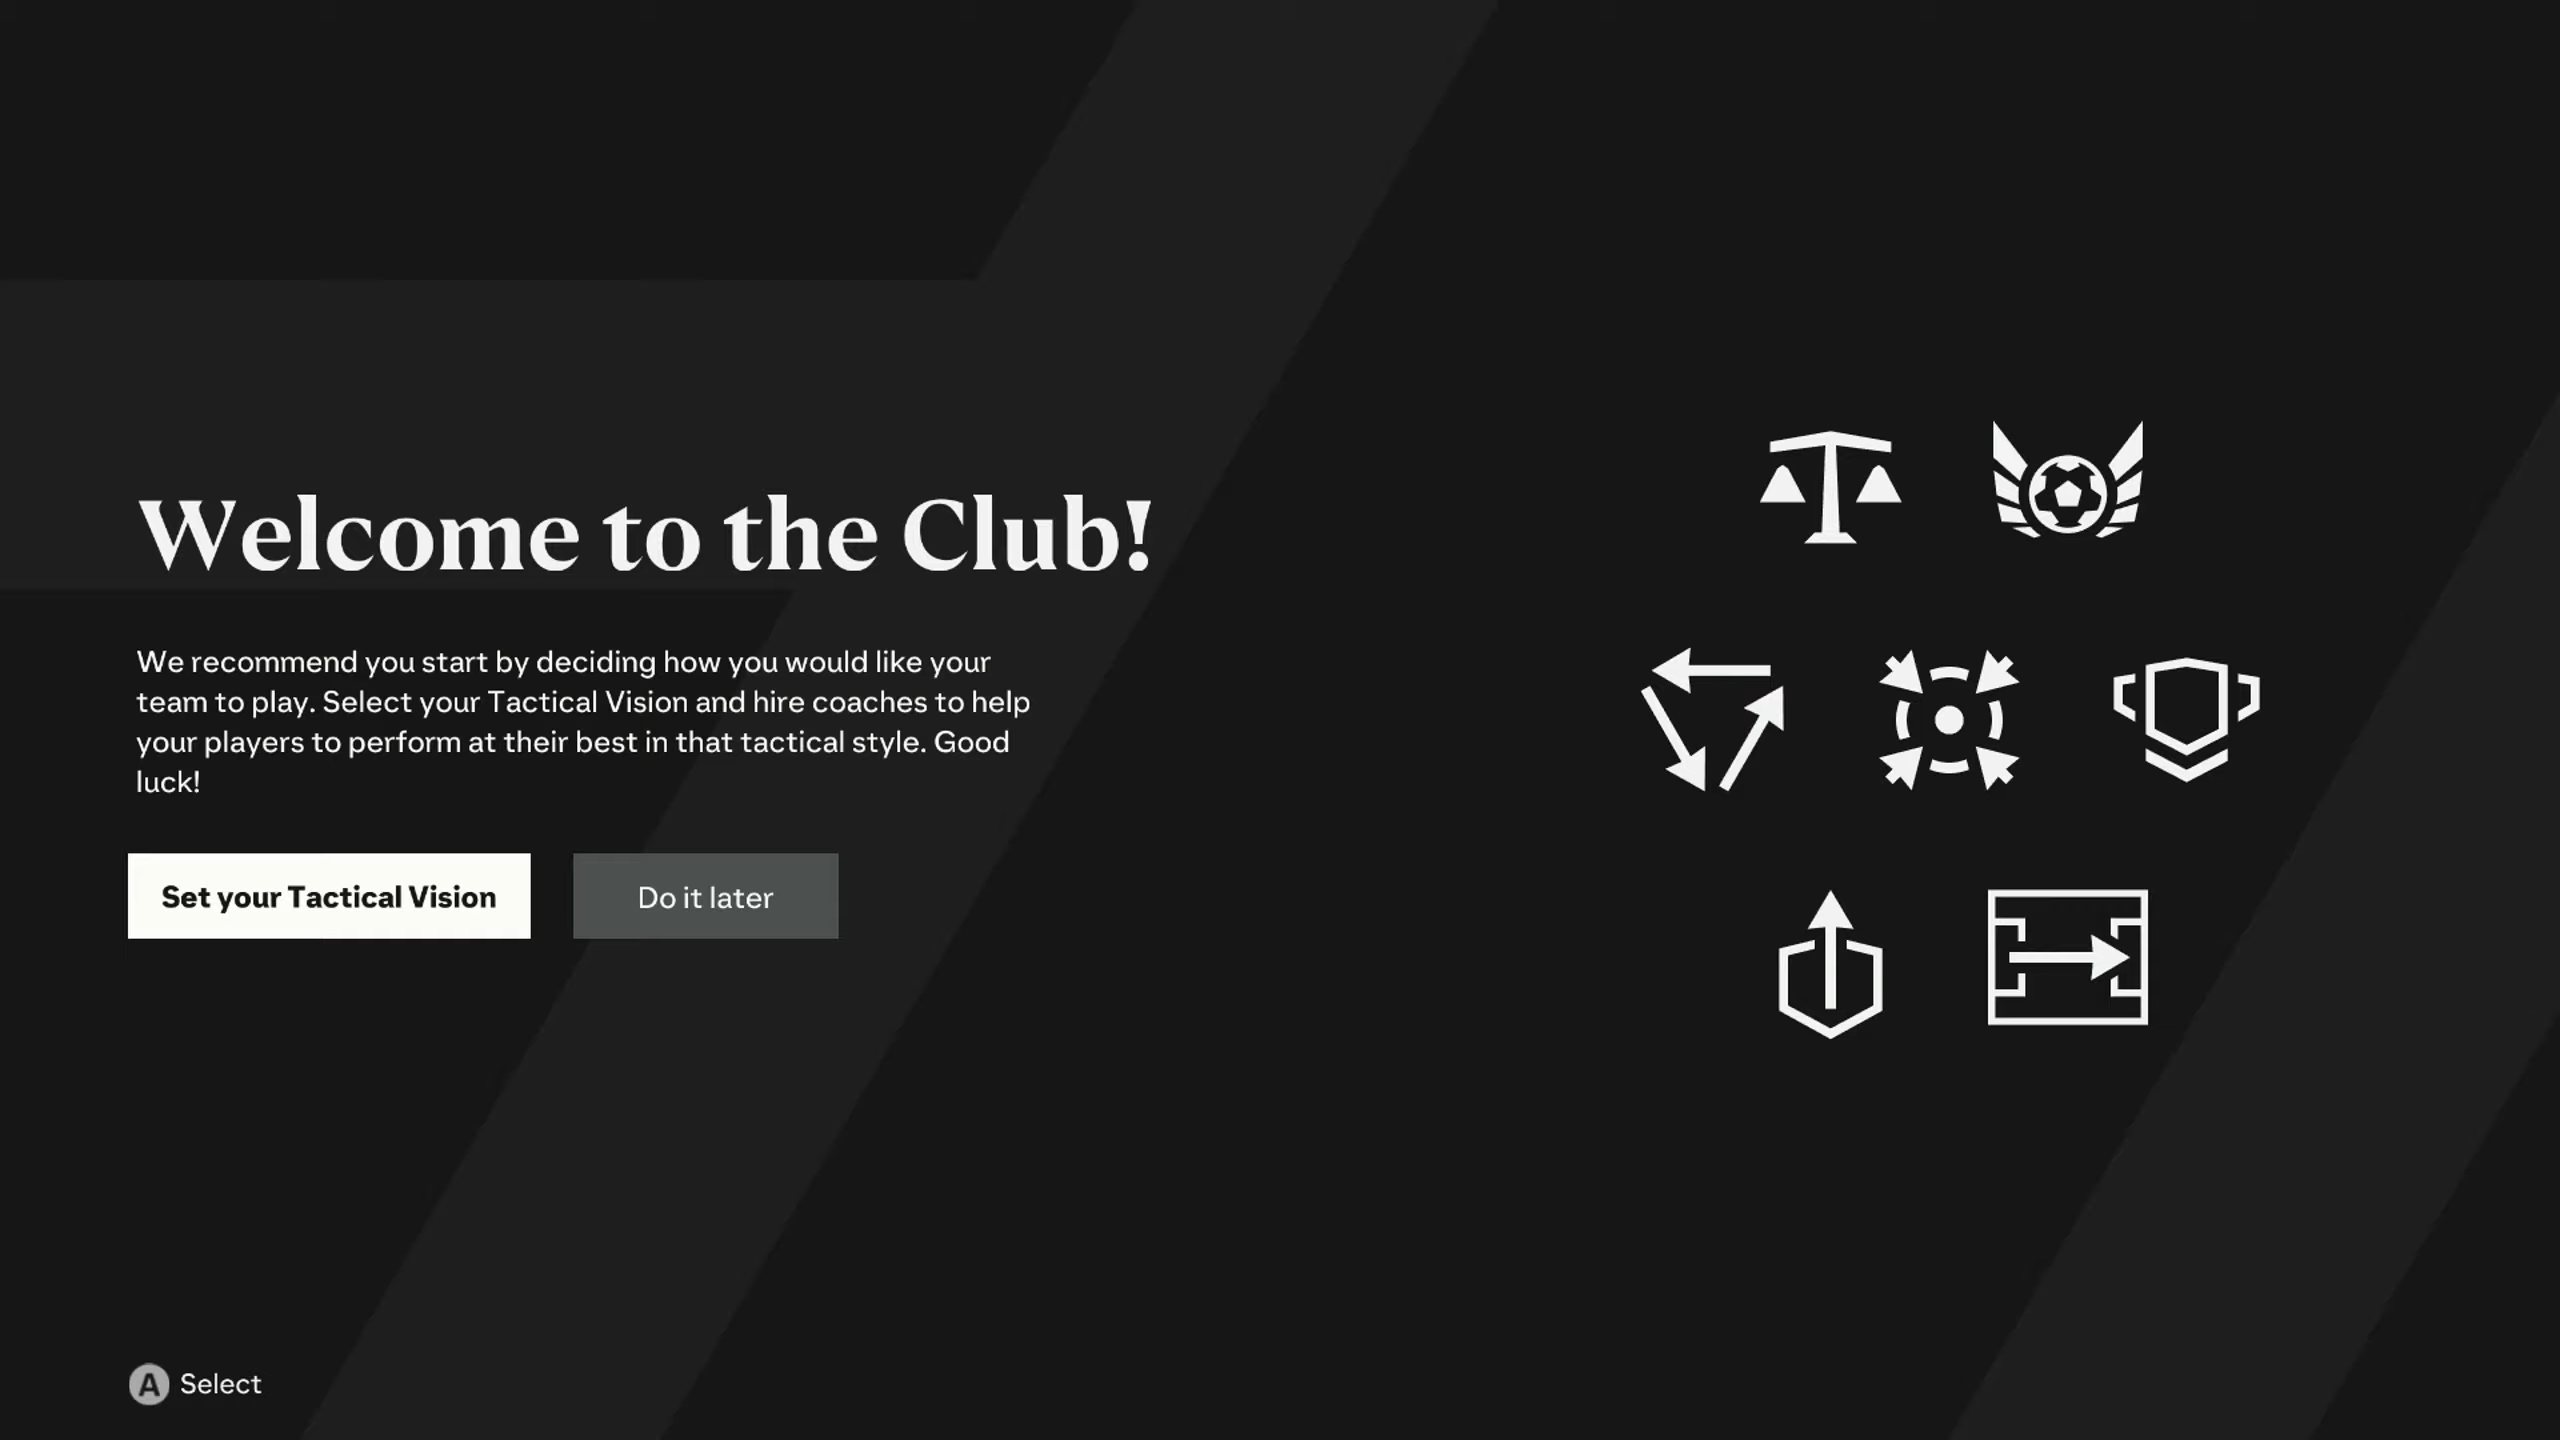 Welcome to the Club!
We recommend you start by deciding how you would like your
team to play. Select your Tactical Vision and hire coaches to help
your players to perform at their best in that tactical style. Good
luck!
Set your Tactical Vision
Do it later
A Select